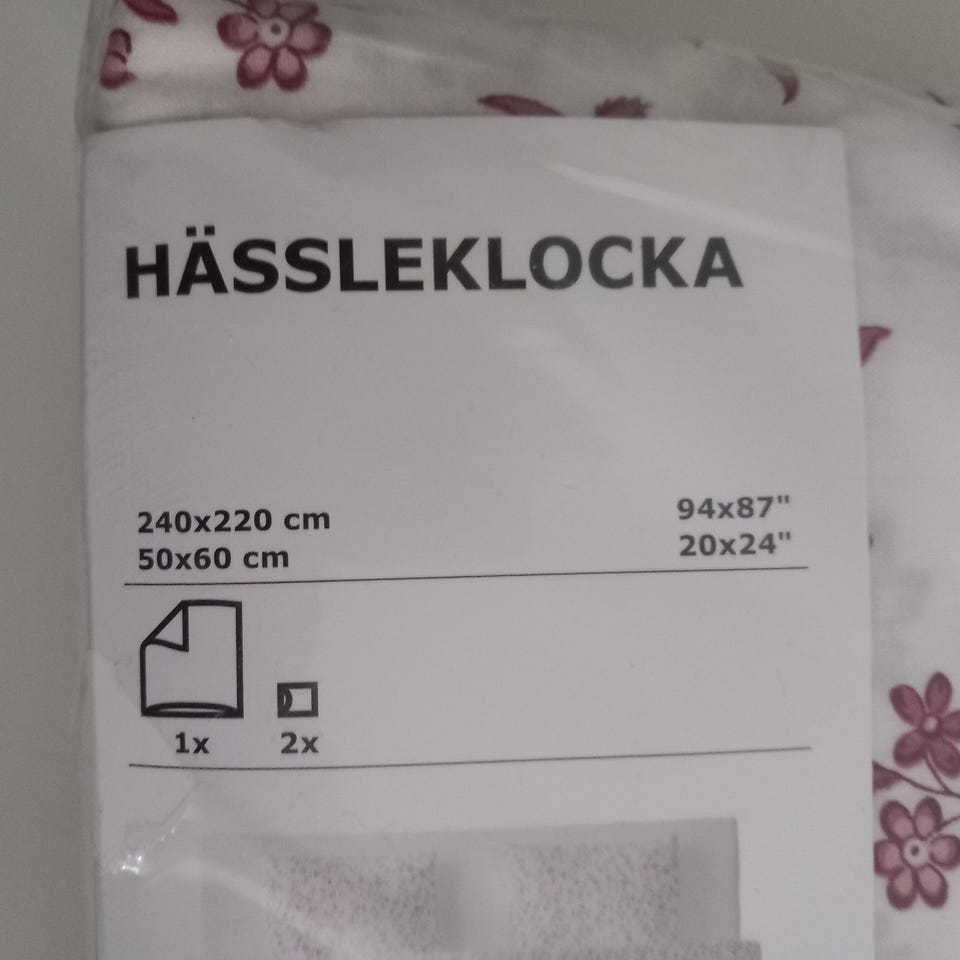 HÄSSLEKLOCKA
240x220 cm 94x87"
50x60 cm 20x24"
1x 2x